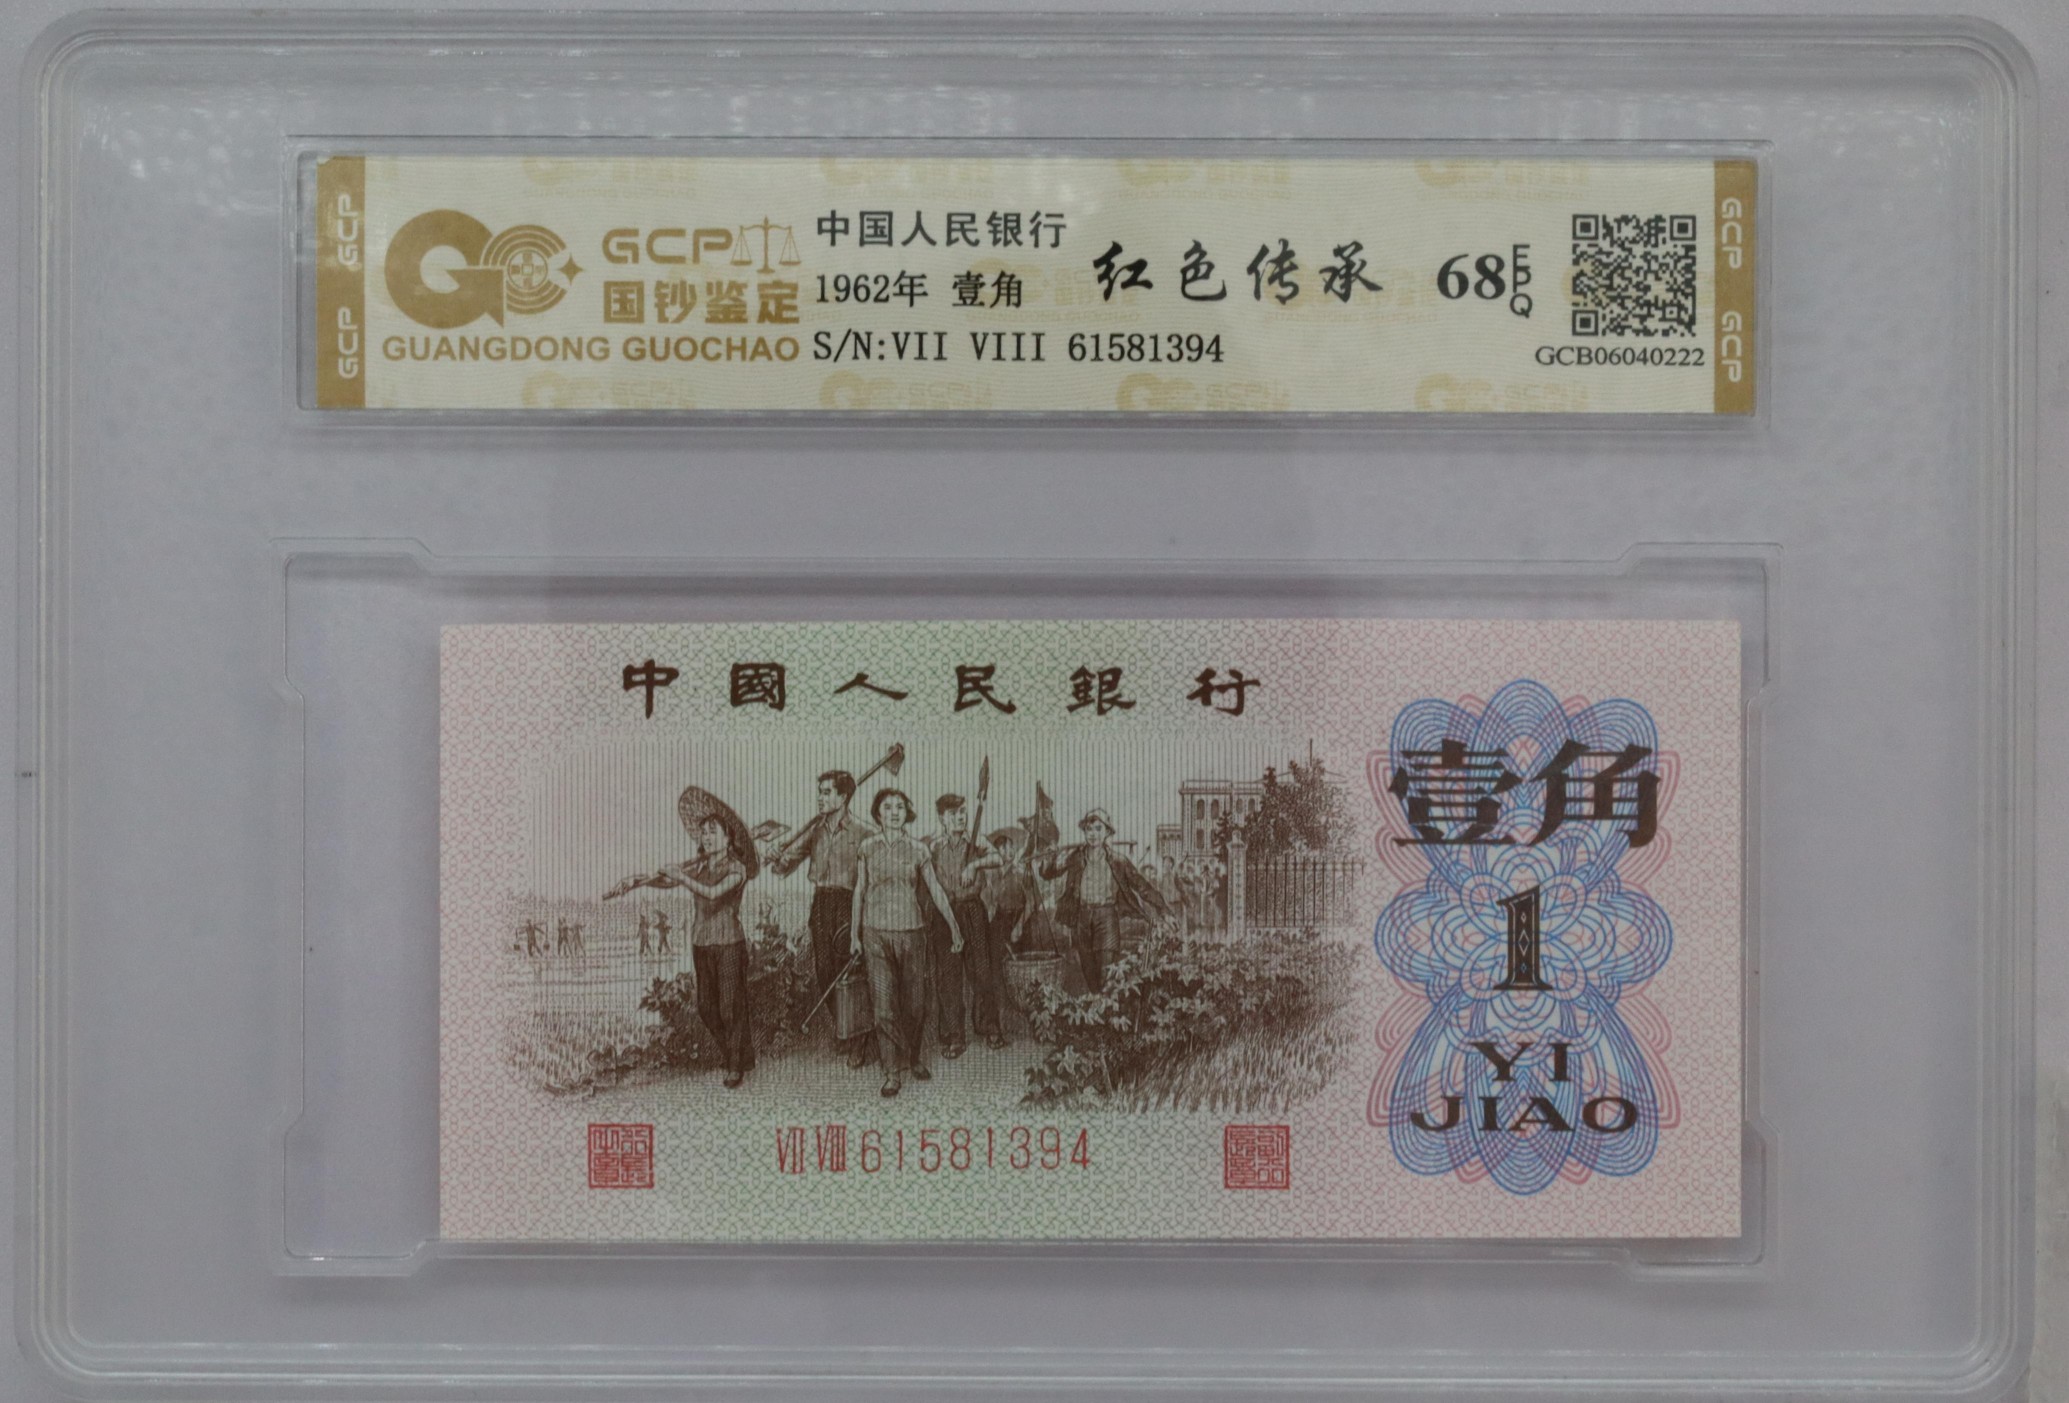 GCP
国钞鉴定
GUANGDONG GUOCHAO
中国人民银行
1962年 壹角
S/N:VII VIII 61581394
红色传承
68 EPQ
GCB06040222
GCP GCP
GCP GCP
中國人民銀行
壹角
1
YI
JIAO
VII VIII 61581394